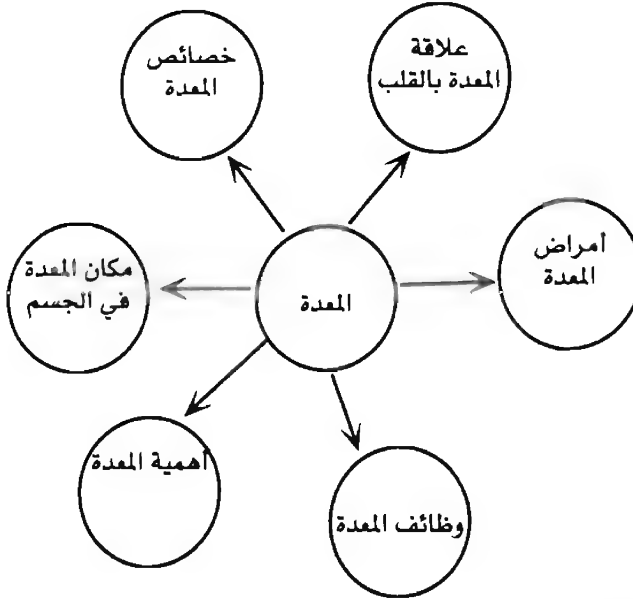 علاقة
المعدة بالقلب
خصائص
المعدة
أمراض
المعدة
مكان المعدة
في الجسم
المعدة
أهمية المعدة
وظائف المعدة